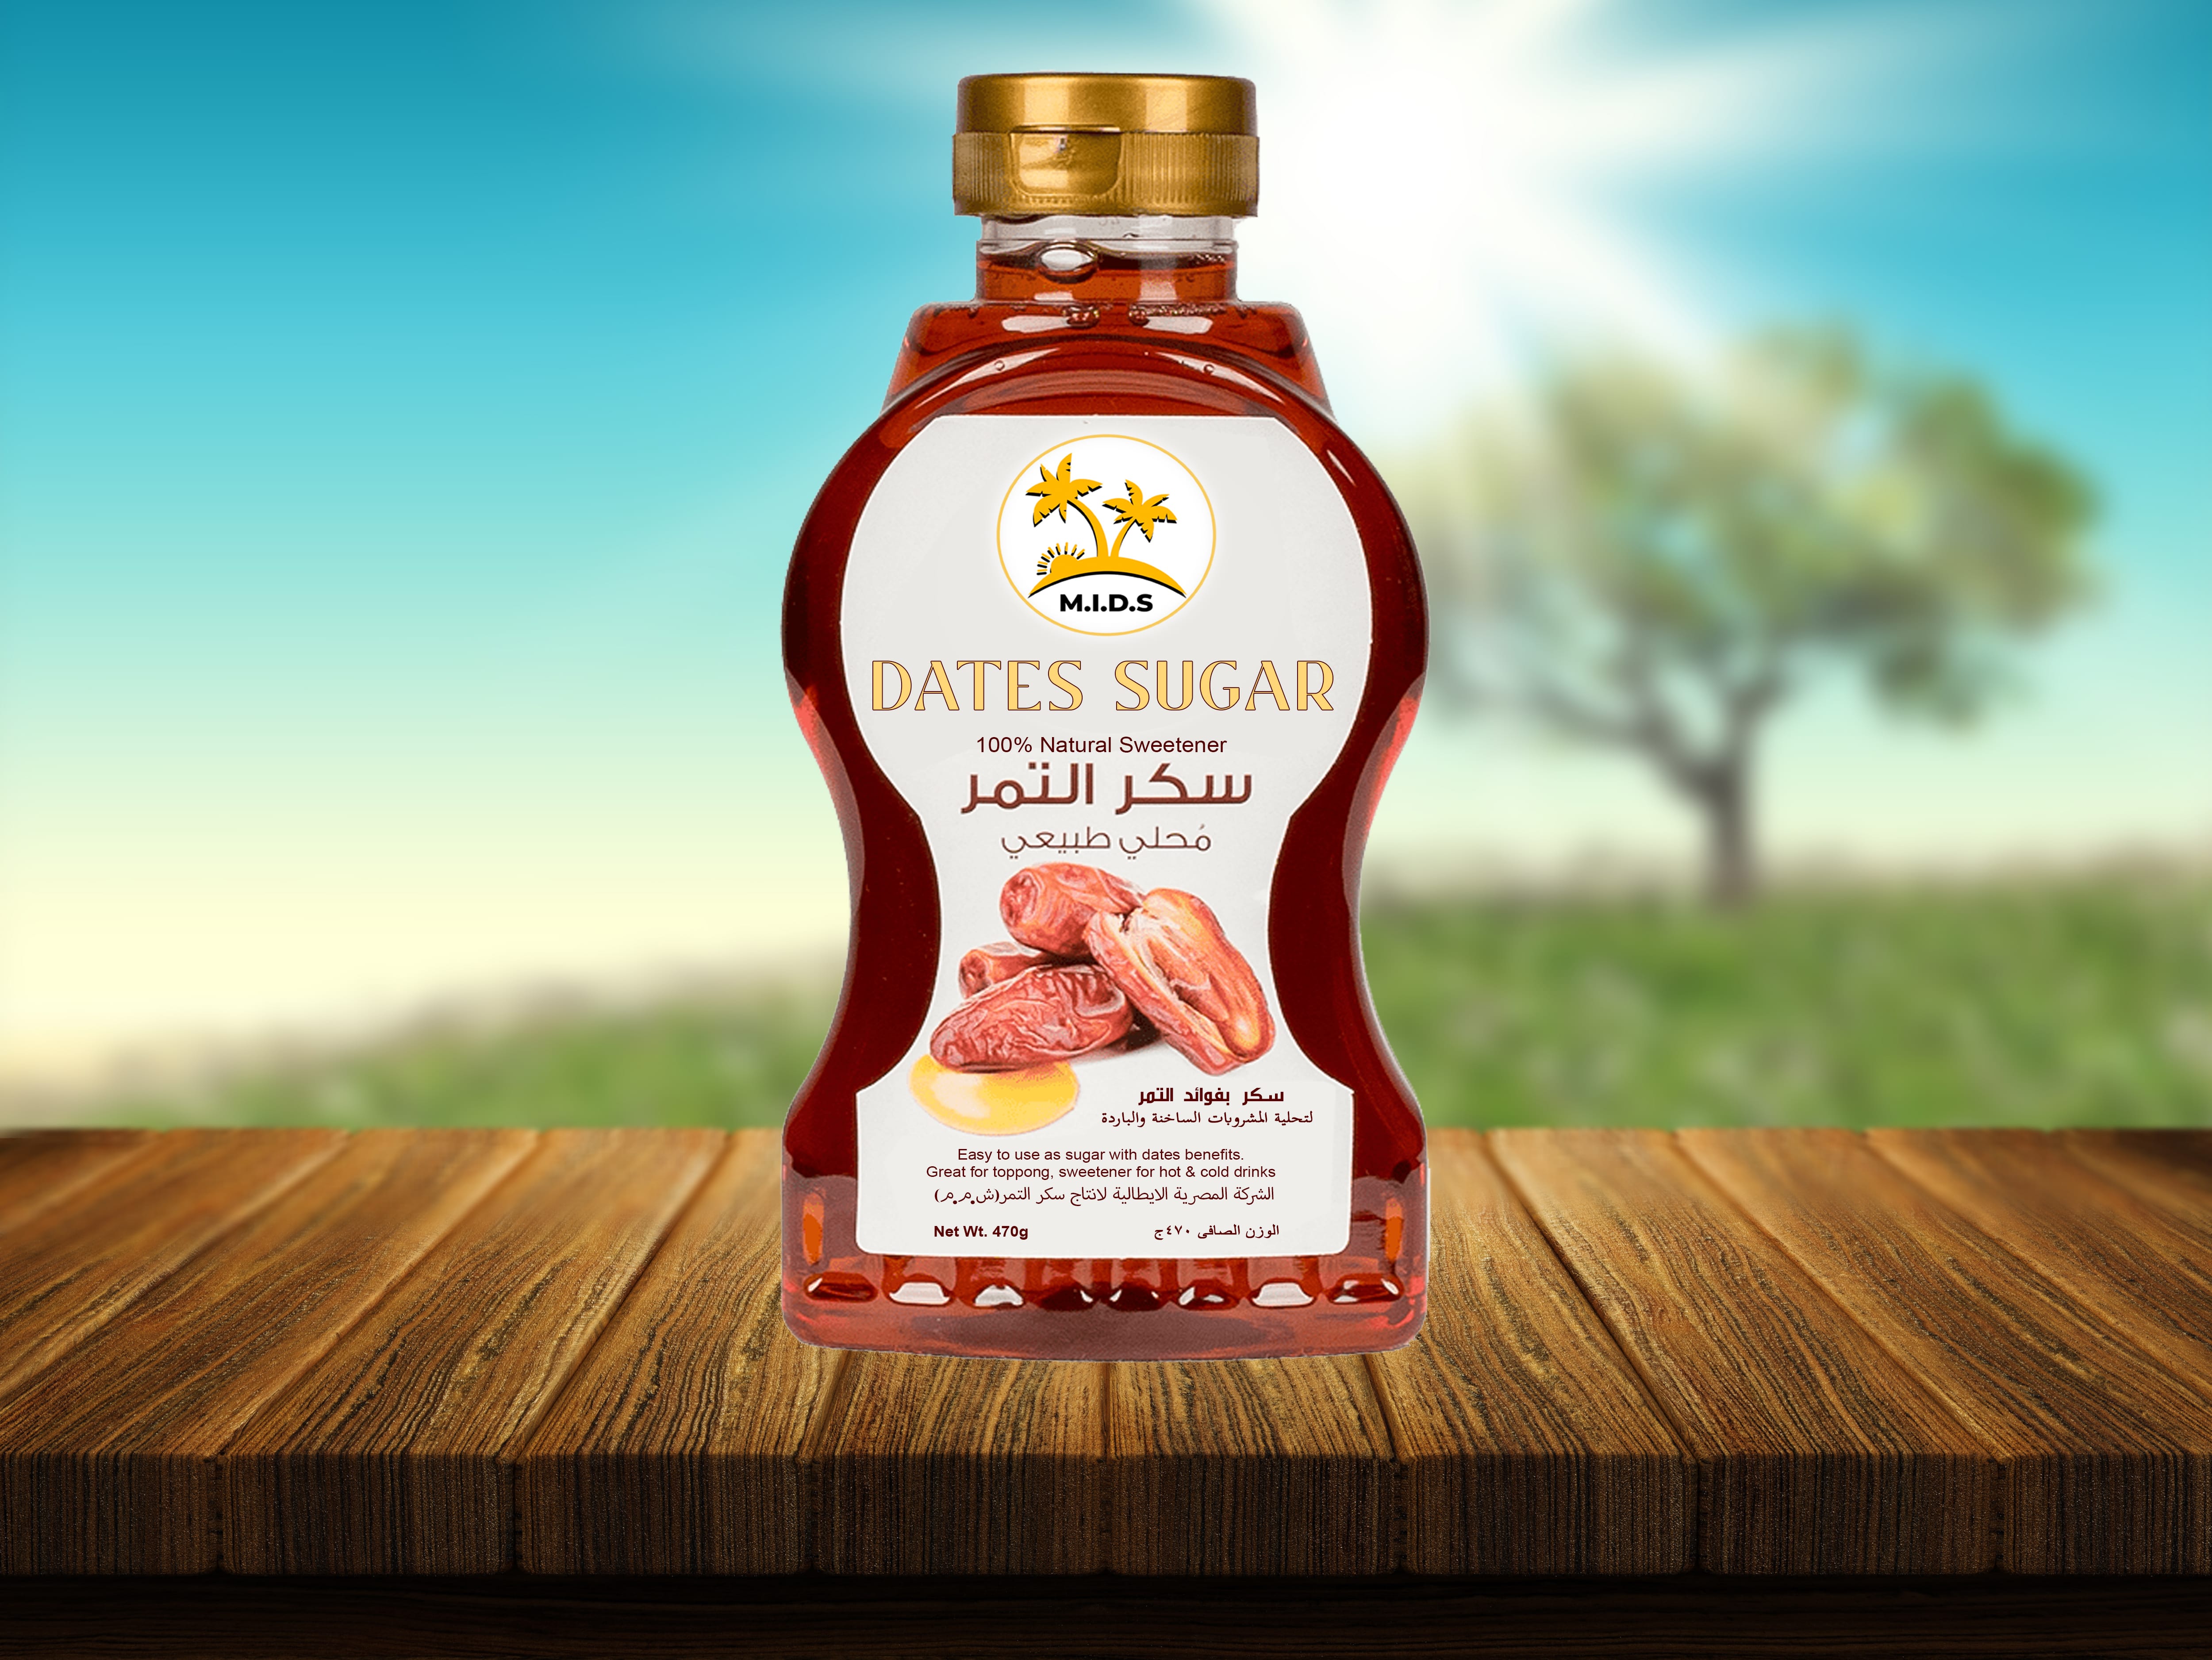 M.I.D.S
DATES SUGAR
100% Natural Sweetener
سكر التمر
مُحلي طبيعي
سكر بفوائد التمر
لتحلية المشروبات الساخنة والباردة
Easy to use as sugar with dates benefits.
Great for toppong, sweetener for hot & cold drinks
الشركة المصرية الايطالية لانتاج سكر التمر(ش.م.م)
Net Wt. 470g
الوزن الصافى ٤٧٠ج